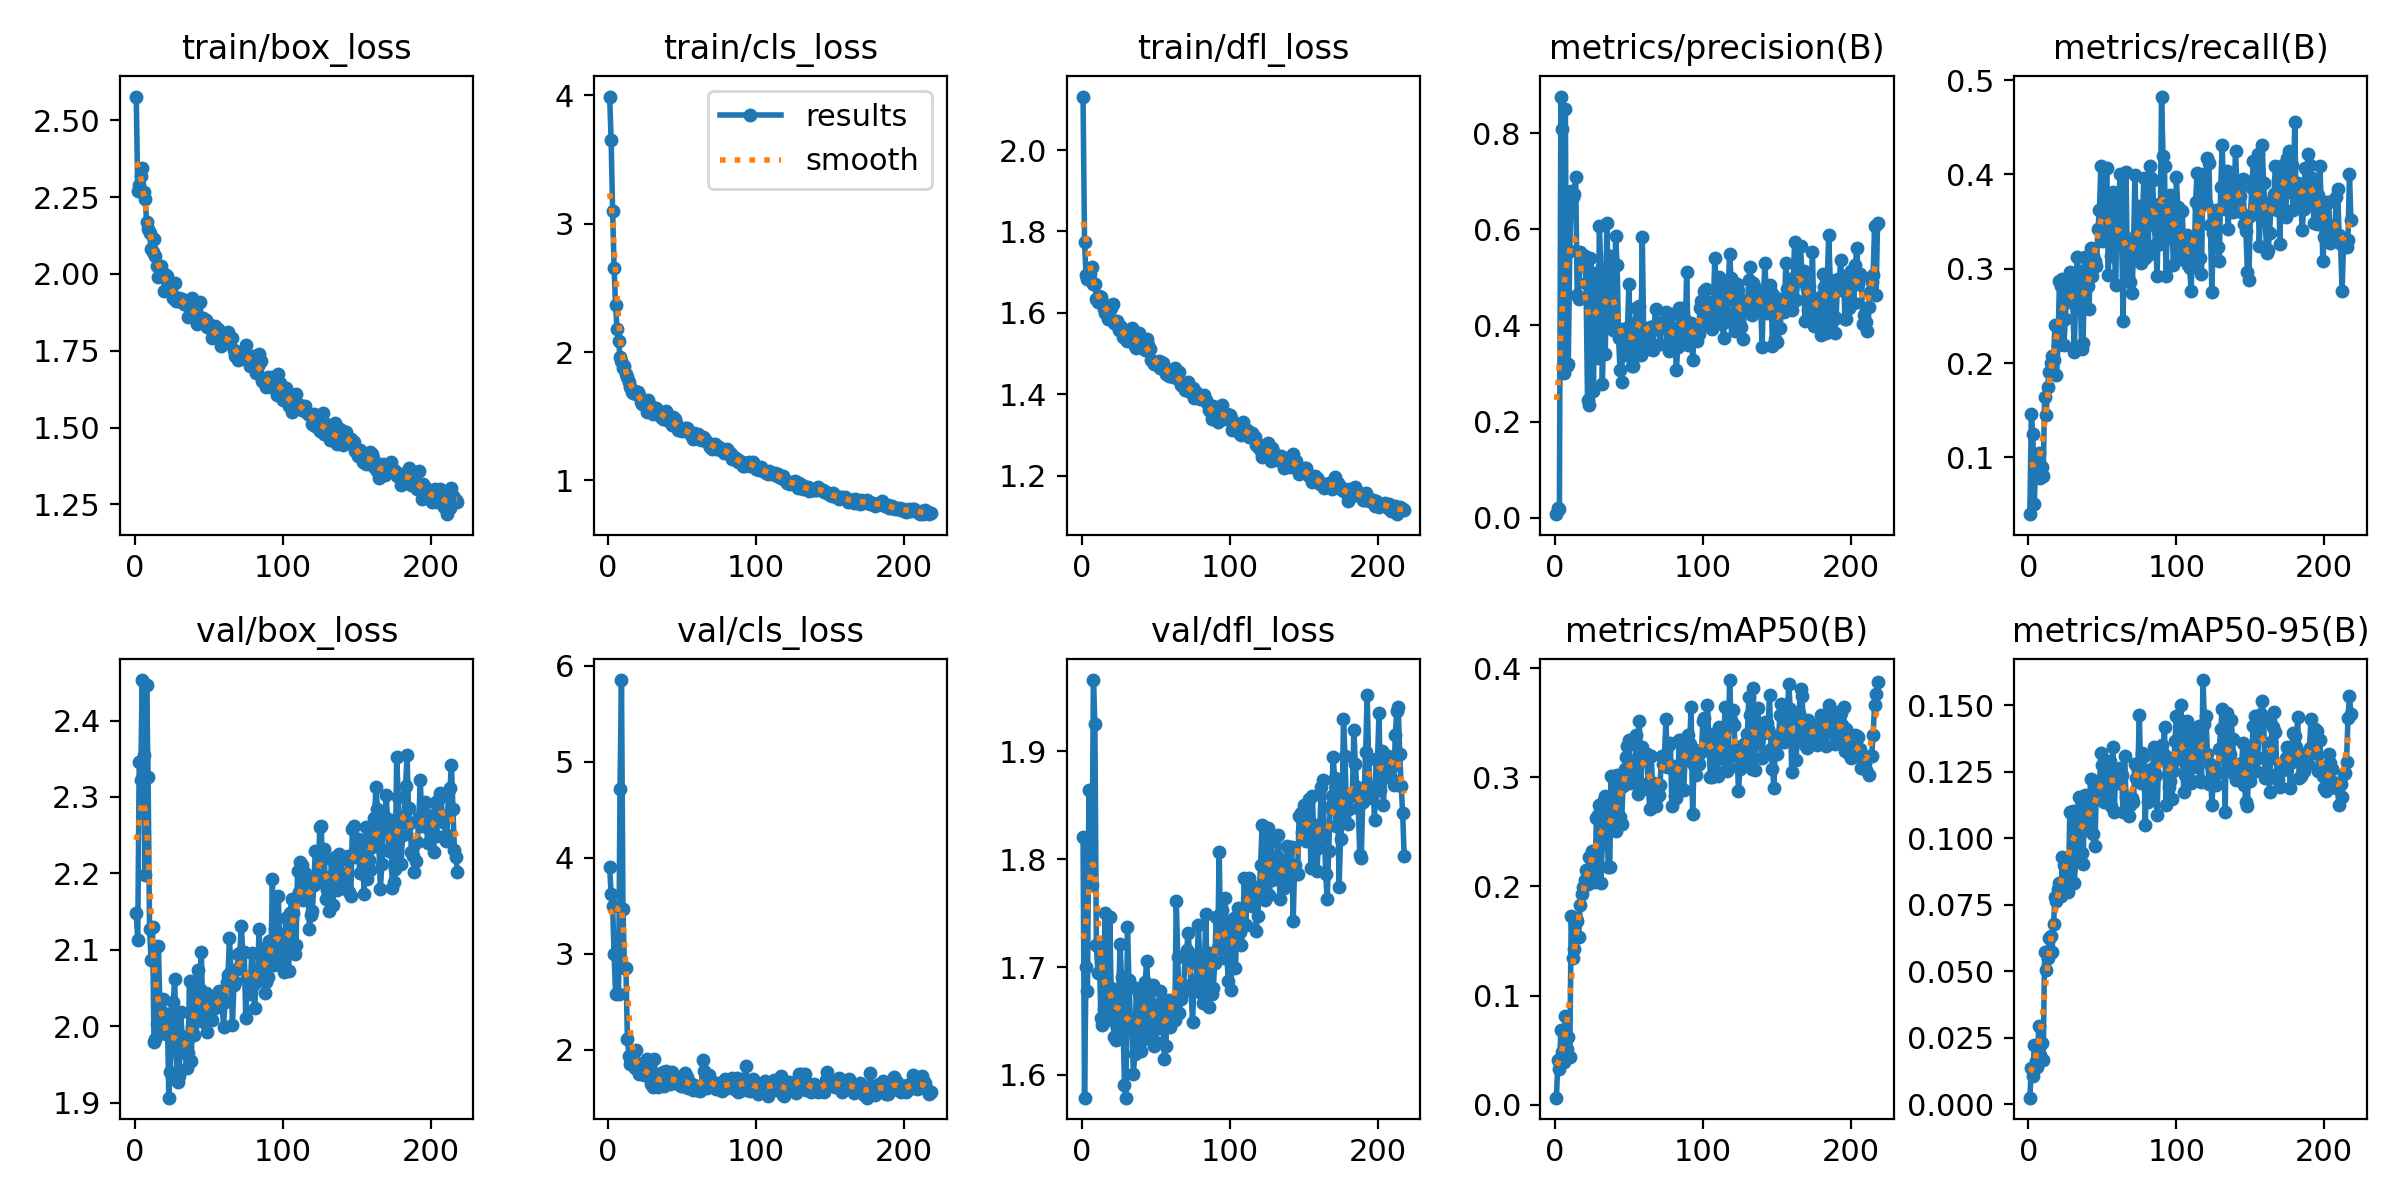 train/box_loss
2.50
2.25
2.00
1.75
1.50
1.25
0 100 200
train/cls_loss
results
smooth
4
3
2
1
0 100 200
train/dfl_loss
2.0
1.8
1.6
1.4
1.2
0 100 200
metrics/precision(B)
0.8
0.6
0.4
0.2
0.0
0 100 200
metrics/recall(B)
0.5
0.4
0.3
0.2
0.1
0 100 200
val/box_loss
2.4
2.3
2.2
2.1
2.0
1.9
0 100 200
val/cls_loss
6
5
4
3
2
0 100 200
val/dfl_loss
1.9
1.8
1.7
1.6
0 100 200
metrics/mAP50(B)
0.4
0.3
0.2
0.1
0.0
0 100 200
metrics/mAP50-95(B)
0.150
0.125
0.100
0.075
0.050
0.025
0.000
0 100 200